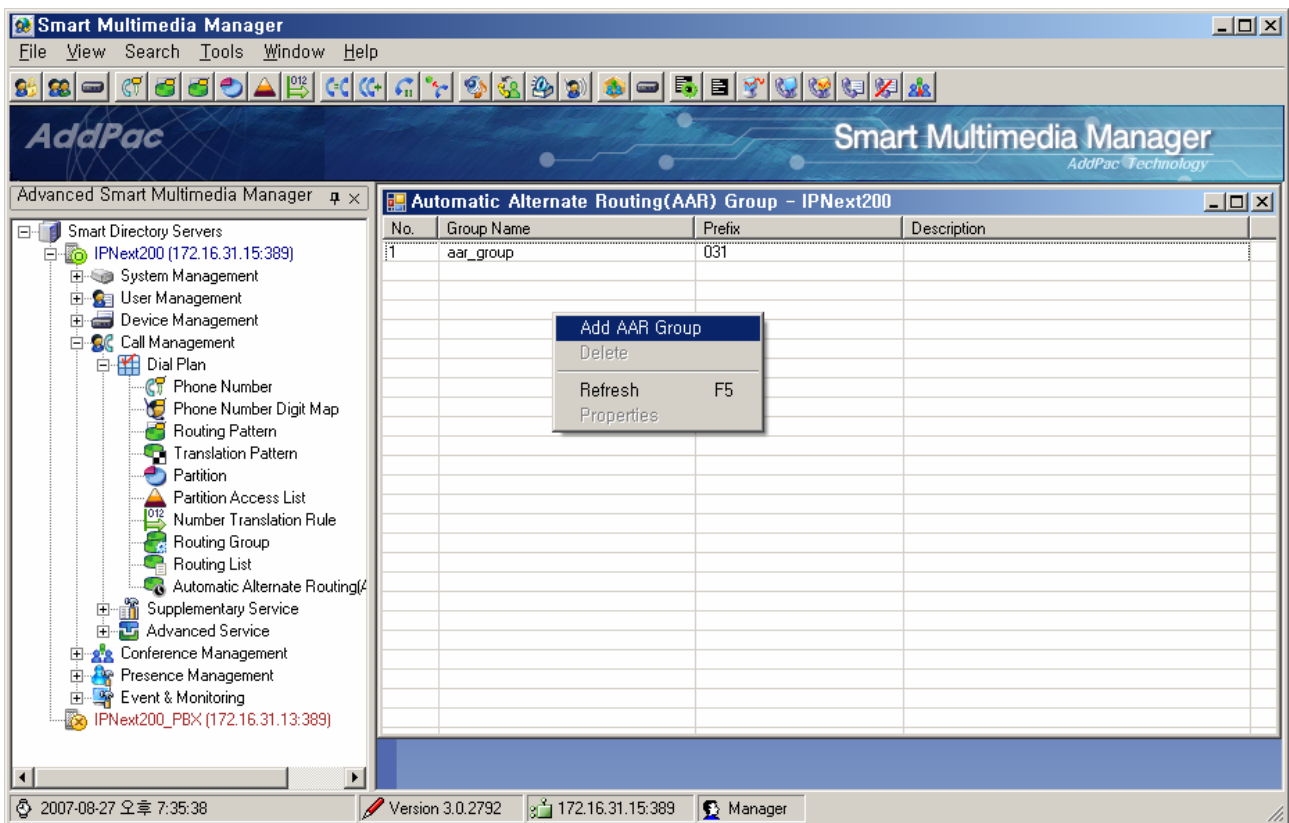 Smart Multimedia Manager
File View Search Tools Window Help
AddPac
Smart Multimedia Manager
AddPac Technology
Advanced Smart Multimedia Manager
Smart Directory Servers
IPNext200 (172.16.31.15:389)
System Management
User Management
Device Management
Call Management
Dial Plan
Phone Number
Phone Number Digit Map
Routing Pattern
Translation Pattern
Partition
Partition Access List
012 Number Translation Rule
Routing Group
Routing List
Automatic Alternate Routing(A
Supplementary Service
Advanced Service
Conference Management
Presence Management
Event & Monitoring
IPNext200_PBX (172.16.31.13:389)
Automatic Alternate Routing(AAR) Group - IPNext200
No. Group Name Prefix Description
1 aar_group 031
Add AAR Group
Delete
Refresh F5
Properties
2007-08-27 오후 7:35:38 Version 3.0.2792 172.16.31.15:389 Manager